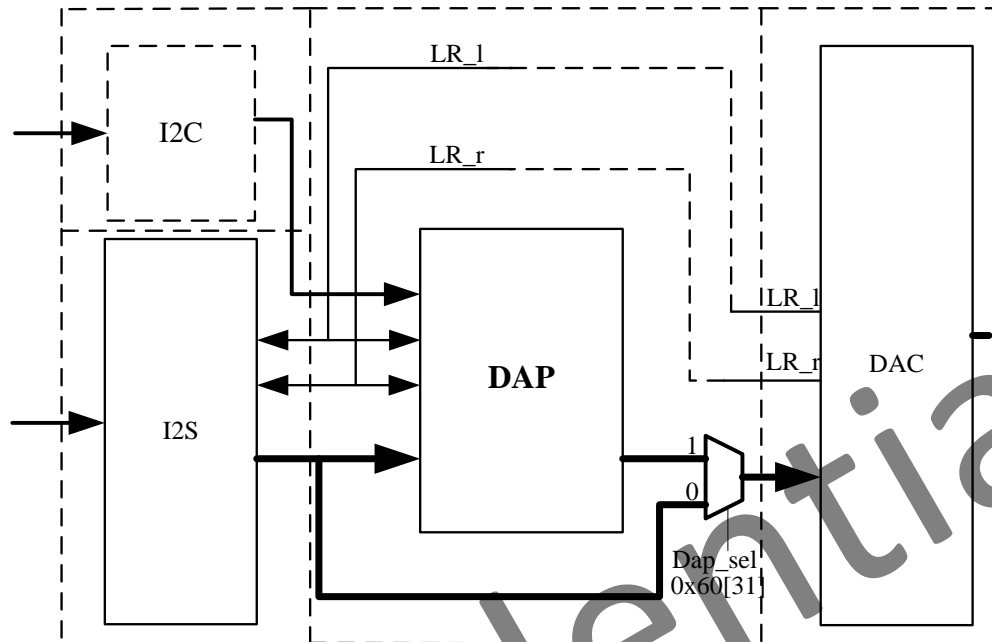 LR_l
I2C
LR_r
LR_l
LR_r
DAP
DAC
I2S
1
0
Dap_sel
0x60[31]